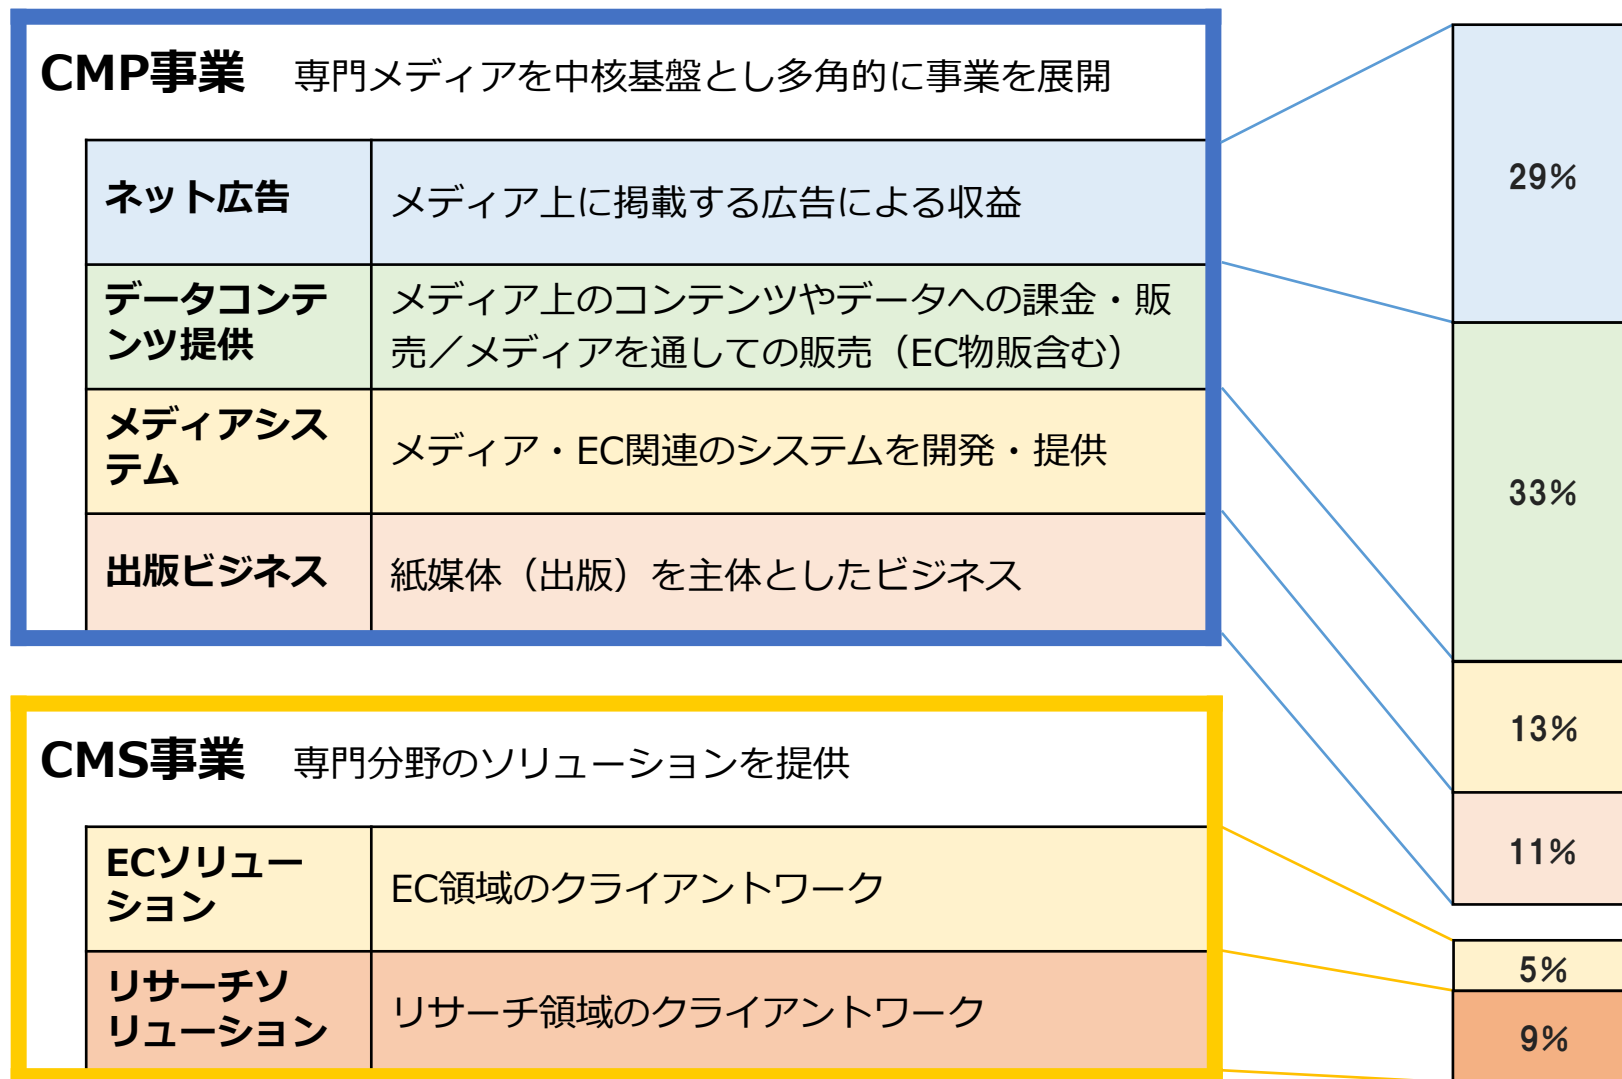 CMP事業 専門メディアを中核基盤とし多角的に事業を展開
ネット広告
メディア上に掲載する広告による収益
データコンテ
ンツ提供
メディア上のコンテンツやデータへの課金・販
売／メディアを通しての販売（EC物販含む）
メディアシス
テム
メディア・EC関連のシステムを開発・提供
出版ビジネス
紙媒体（出版）を主体としたビジネス
29%
33%
13%
11%
CMS事業 専門分野のソリューションを提供
ECソリュー
ション
EC領域のクライアントワーク
リサーチソ
リューション
リサーチ領域のクライアントワーク
5%
9%